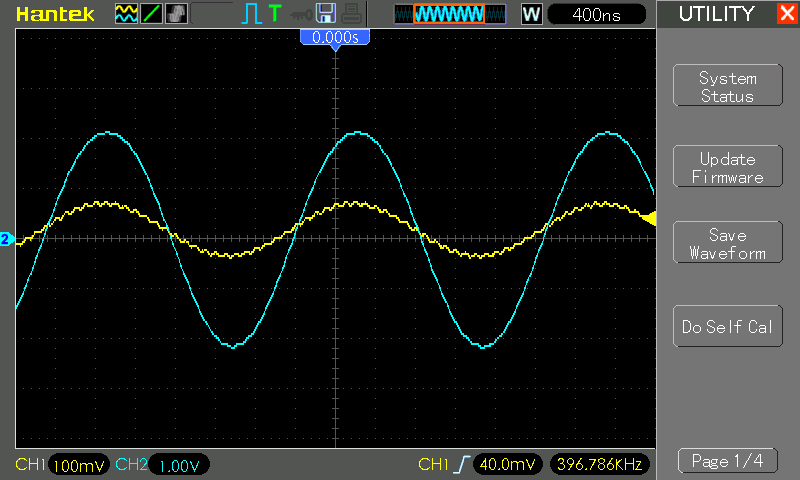 Hantek T W 400ns UTILITY X
0.000s
System
Status
Update
Firmware
Save
Waveform
Do Self Cal
2
CH1 100mV CH2 1.00V CH1 40.0mV 396.786KHz Page 1/4